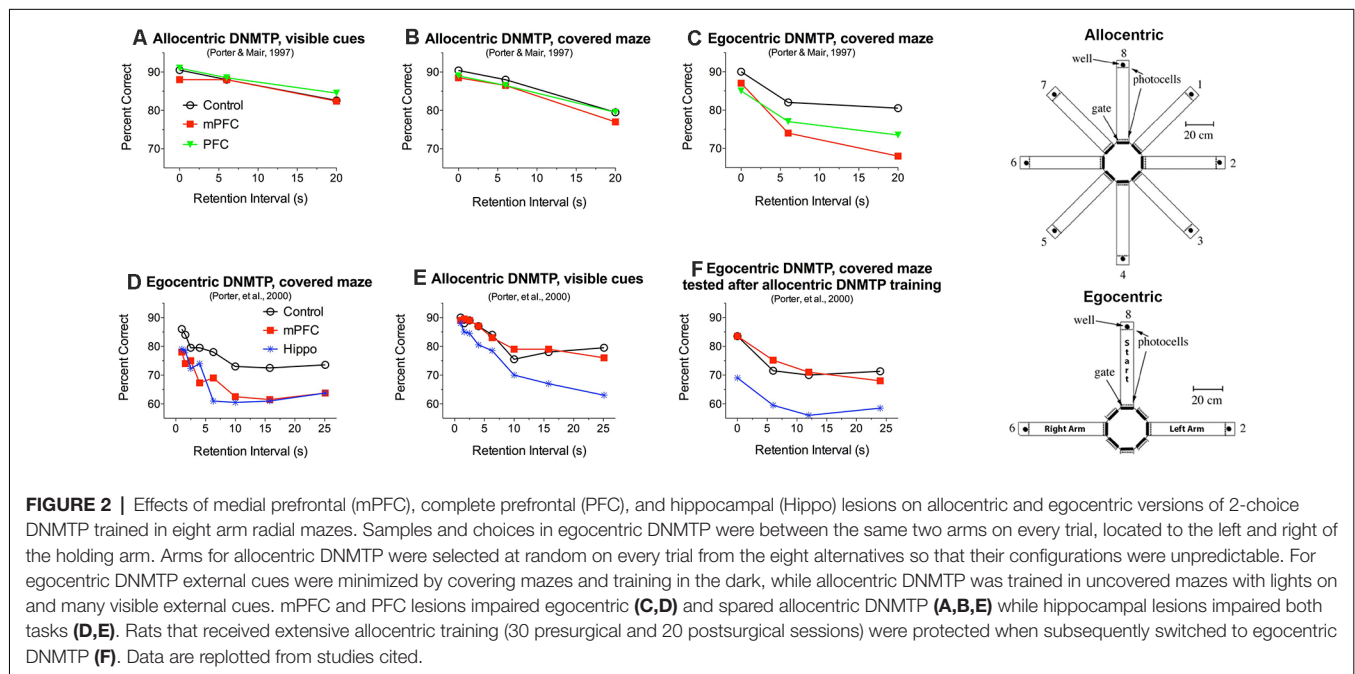 A Allocentric DNMTP, visible cues
(Porter & Mair, 1997)
Percent Correct
90
80
70
Control
mPFC
PFC
0 5 10 15 20
Retention Interval (s)
B Allocentric DNMTP, covered maze
(Porter & Mair, 1997)
Percent Correct
90
80
70
0 5 10 15 20
Retention Interval (s)
C Egocentric DNMTP, covered maze
(Porter & Mair, 1997)
Percent Correct
90
80
70
0 5 10 15 20
Retention Interval (s)
Allocentric
8
well
photocells
7
1
gate
20 cm
6
2
5
3
4
D Egocentric DNMTP, covered maze
(Porter, et al., 2000)
Percent Correct
90
80
70
60
Control
mPFC
Hippo
0 5 10 15 20 25
Retention Interval (s)
E Allocentric DNMTP, visible cues
(Porter, et al., 2000)
Percent Correct
90
80
70
60
0 5 10 15 20 25
Retention Interval (s)
F Egocentric DNMTP, covered maze
tested after allocentric DNMTP training
(Porter, et al., 2000)
Percent Correct
90
80
70
60
0 5 10 15 20 25
Retention Interval (s)
Egocentric
8
well
photocells
Start
gate
20 cm
6 Right Arm Left Arm 2
FIGURE 2 | Effects of medial prefrontal (mPFC), complete prefrontal (PFC), and hippocampal (Hippo) lesions on allocentric and egocentric versions of 2-choice
DNMTP trained in eight arm radial mazes. Samples and choices in egocentric DNMTP were between the same two arms on every trial, located to the left and right of
the holding arm. Arms for allocentric DNMTP were selected at random on every trial from the eight alternatives so that their configurations were unpredictable. For
egocentric DNMTP external cues were minimized by covering mazes and training in the dark, while allocentric DNMTP was trained in uncovered mazes with lights on
and many visible external cues. mPFC and PFC lesions impaired egocentric (C,D) and spared allocentric DNMTP (A,B,E) while hippocampal lesions impaired both
tasks (D,E). Rats that received extensive allocentric training (30 presurgical and 20 postsurgical sessions) were protected when subsequently switched to egocentric
DNMTP (F). Data are replotted from studies cited.